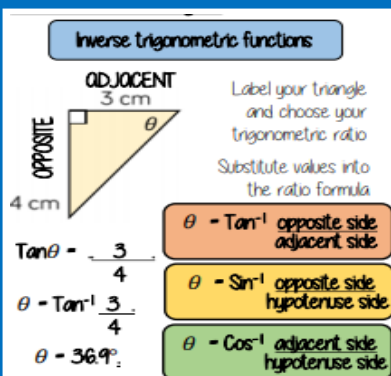 Inverse trigonometric functions
ADJACENT
3 cm
θ
OPPOSITE
4 cm
Label your triangle
and choose your
trigonometric ratio
Substitute values into
the ratio formula
Tanθ = 3
4
θ = Tan⁻¹ 3
4
θ = 36.9°.
θ = Tan⁻¹ opposite side
adjacent side
θ = Sin⁻¹ opposite side
hypotenuse side
θ = Cos⁻¹ adjacent side
hypotenuse side